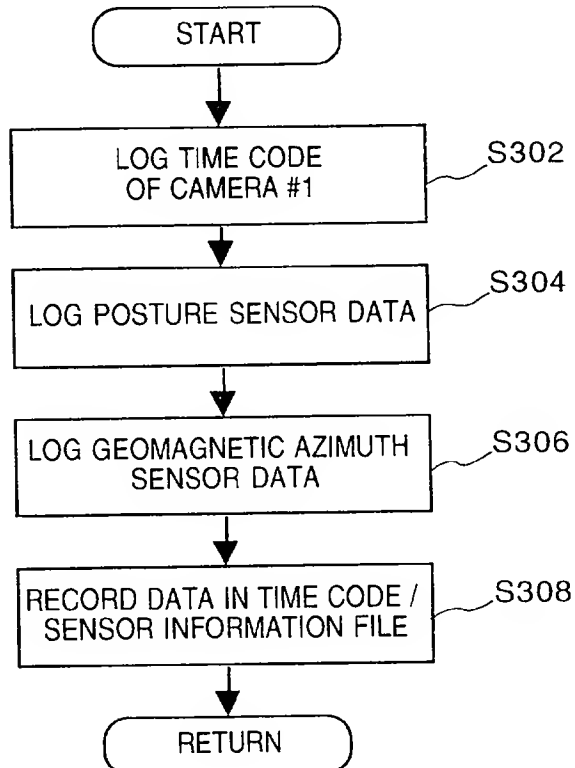 START
LOG TIME CODE
OF CAMERA #1
S302
LOG POSTURE SENSOR DATA
S304
LOG GEOMAGNETIC AZIMUTH
SENSOR DATA
S306
RECORD DATA IN TIME CODE /
SENSOR INFORMATION FILE
S308
RETURN